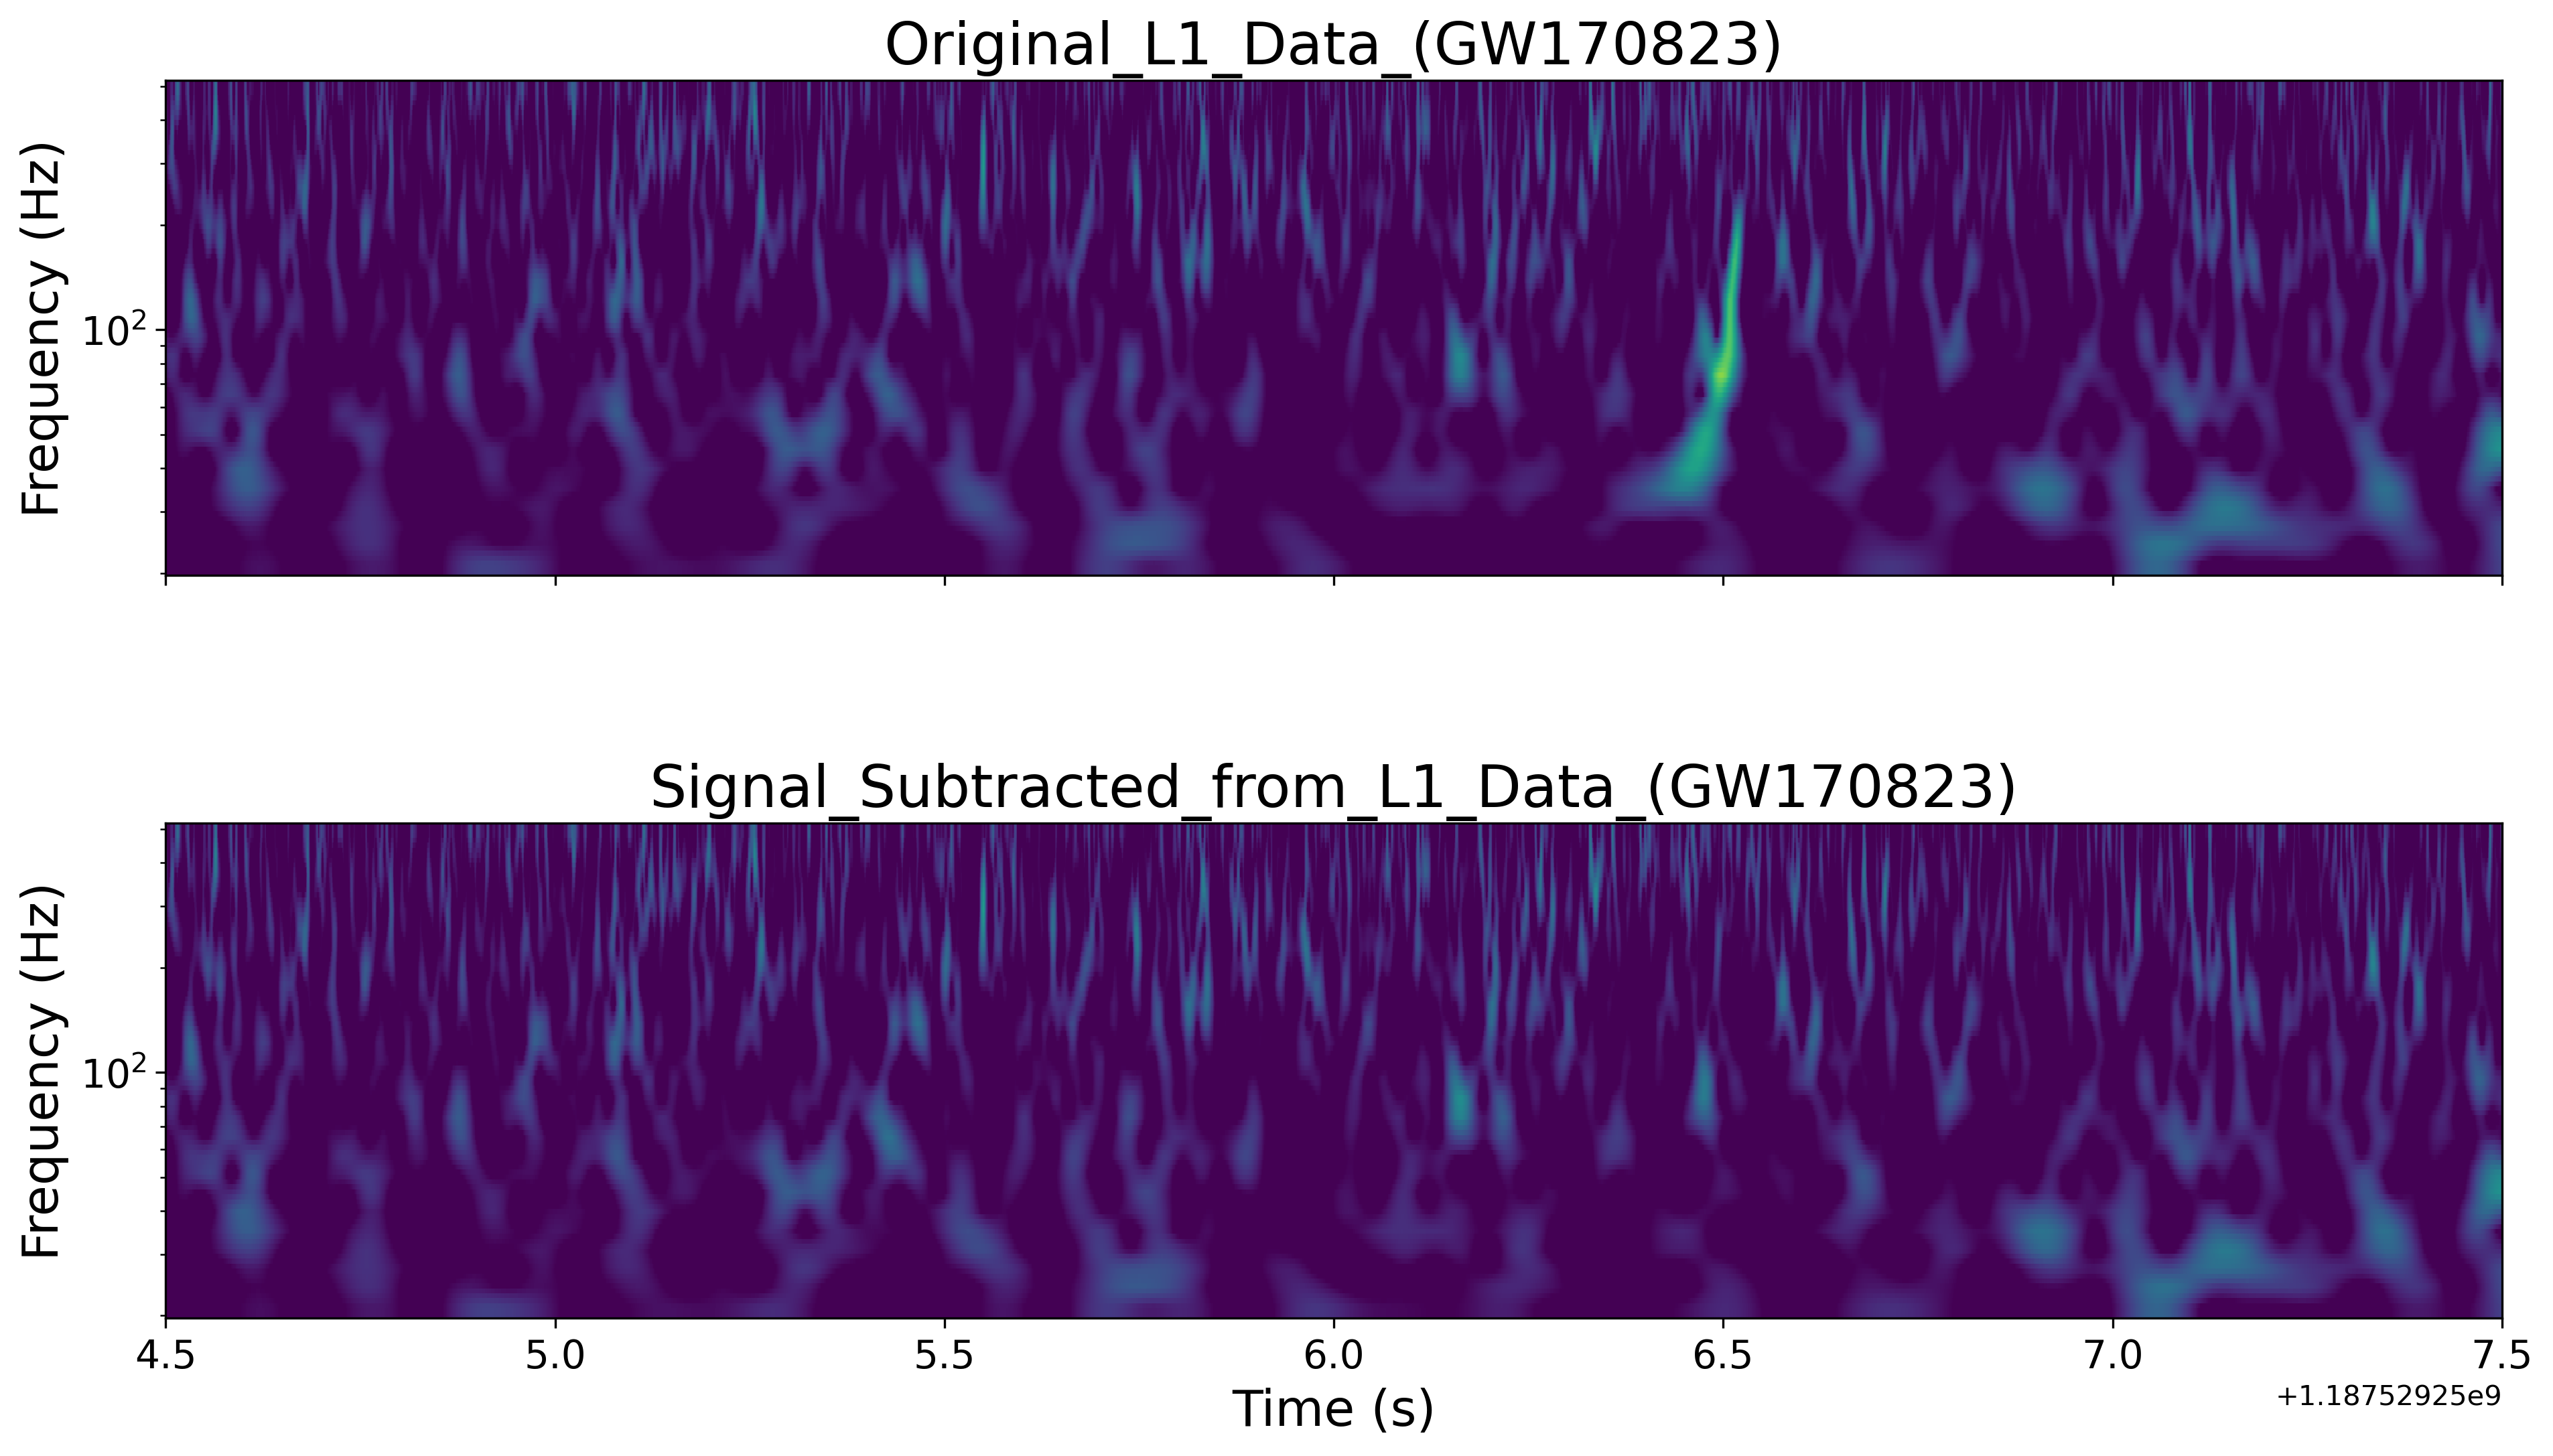 Original_L1_Data_(GW170823)
Frequency (Hz)
10²
Signal_Subtracted_from_L1_Data_(GW170823)
Frequency (Hz)
10²
4.5 5.0 5.5 6.0 6.5 7.0 7.5
+1.18752925e9
Time (s)